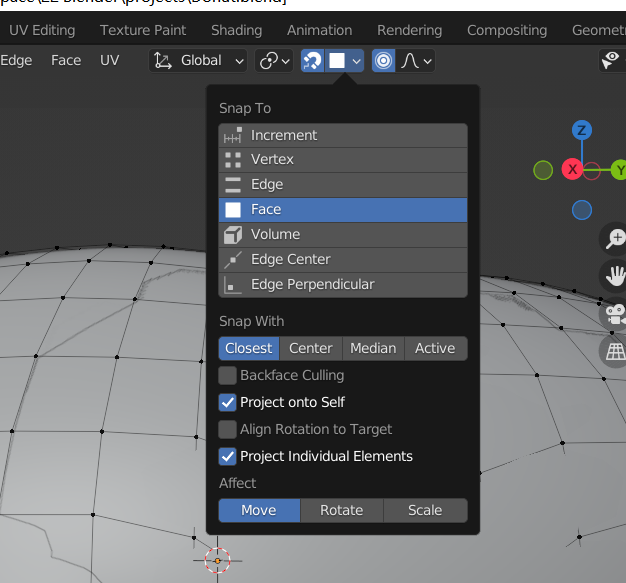 pace\LL Blender\projects\Donut.blend]
UV Editing Texture Paint Shading Animation Rendering Compositing Geomet
Edge Face UV Global
Snap To
Increment
Vertex
Edge
Face
Volume
Edge Center
Edge Perpendicular
Z
X
Y
Snap With
Closest Center Median Active
Backface Culling
Project onto Self
Align Rotation to Target
Project Individual Elements
Affect
Move Rotate Scale